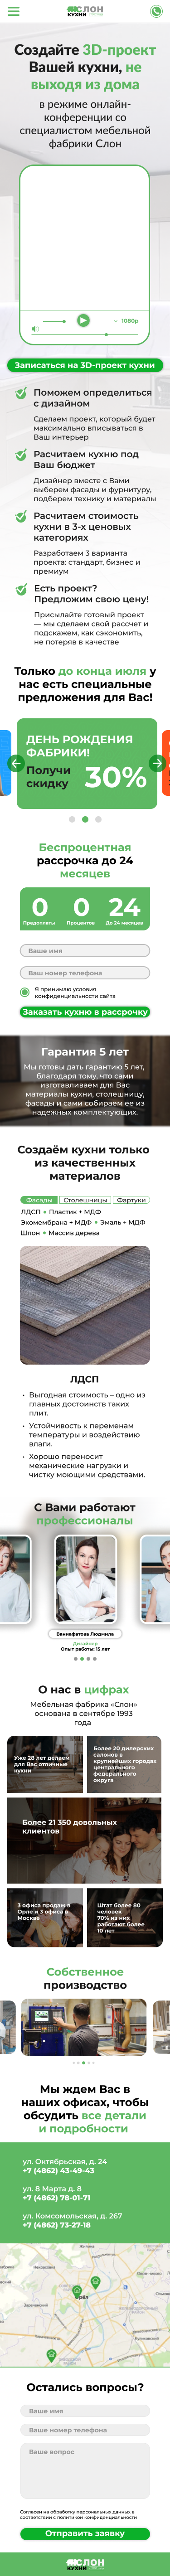 СЛОН
КУХНИ
Создайте 3D-проект
Вашей кухни, не
выходя из дома
в режиме онлайн-
конференции со
специалистом мебельной
фабрики Слон
1080p
Записаться на 3D-проект кухни
Поможем определиться
с дизайном
Сделаем проект, который будет
максимально вписываться в
Ваш интерьер
Расчитаем кухню под
Ваш бюджет
Дизайнер вместе с Вами
выберем фасады и фурнитуру,
подберем технику и материалы
Расчитаем стоимость
кухни в 3-х ценовых
категориях
Разработаем 3 варианта
проекта: стандарт, бизнес и
премиум
Есть проект?
Предложим свою цену!
Присылайте готовый проект
— мы сделаем свой рассчет и
подскажем, как сэкономить,
не потеряв в качестве
Только до конца июля у
нас есть специальные
предложения для Вас!
ДЕНЬ РОЖДЕНИЯ
ФАБРИКИ!
Получи
скидку
30%
Беспроцентная
рассрочка до 24
месяцев
0 0 24
Предоплаты Процентов До 24 месяцев
Ваше имя
Ваш номер телефона
Я принимаю условия
конфиденциальности сайта
Заказать кухню в рассрочку
Гарантия 5 лет
Мы готовы дать гарантию 5 лет,
благодаря тому, что сами
изготавливаем для Вас
материалы кухни, столешницу,
фасады и сами собираем ее из
надежных комплектующих.
Создаём кухни только
из качественных
материалов
Фасады Столешницы Фартуки
ЛДСП • Пластик + МДФ
Экомембрана + МДФ • Эмаль + МДФ
Шпон • Массив дерева
ЛДСП
• Выгодная стоимость – одно из
главных достоинств таких
плит.
• Устойчивость к переменам
температуры и воздействию
влаги.
• Хорошо переносит
механические нагрузки и
чистку моющими средствами.
С Вами работают
профессионалы
Ванифатова Людмила
Дизайнер
Опыт работы: 15 лет
О нас в цифрах
Мебельная фабрика «Слон»
основана в сентябре 1993
года
Уже 28 лет делаем
для Вас отличные
кухни
Более 20 дилерских
салонов в
крупнейших городах
центрального
федерального
округа
Более 21 350 довольных
клиентов
3 офиса продаж в
Орле и 3 офиса в
Москве
Штат более 80
человек
70% из них
работают более
10 лет
Собственное
производство
Мы ждем Вас в
наших офисах, чтобы
обсудить все детали
и подробности
ул. Октябрьская, д. 24
+7 (4862) 43-49-43
ул. 8 Марта д. 8
+7 (4862) 78-01-71
ул. Комсомольская, д. 267
+7 (4862) 73-27-18
Остались вопросы?
Ваше имя
Ваше номер телефона
Ваше вопрос
Согласен на обработку персональных данных в
соответствии с политикой конфиденциальности
Отправить заявку
СЛОН
КУХНИ